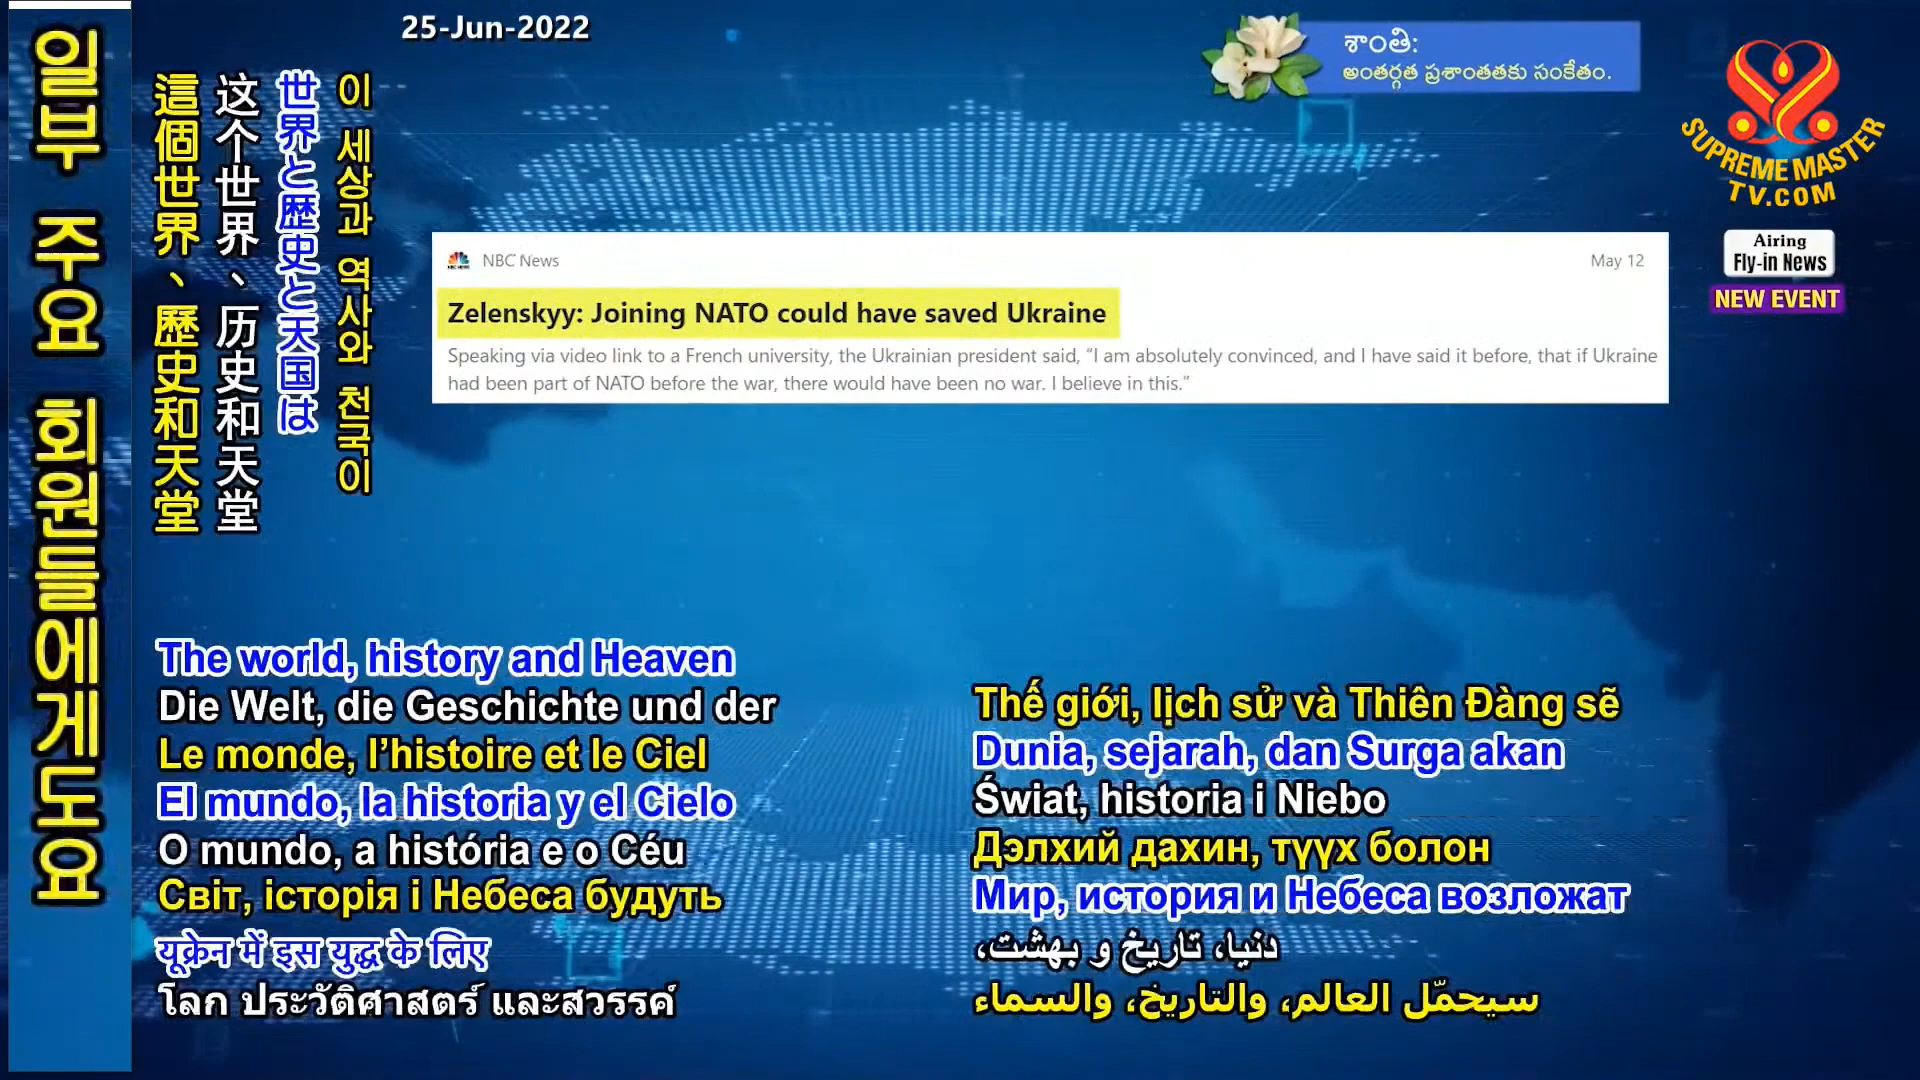 일부 주요 회원들에게도요
25-Jun-2022
這個世界、歷史和天堂
这个世界、历史和天堂
世界と歴史と天国は
이 세상과 역사와 천국이
శాంతి:
అంతర్గత ప్రశాంతతకు సంకేతం.
SUPREME MASTER
TV.COM
Airing
Fly-in News
NEW EVENT
NBC News
May 12
Zelenskyy: Joining NATO could have saved Ukraine
Speaking via video link to a French university, the Ukrainian president said, “I am absolutely convinced, and I have said it before, that if Ukraine
had been part of NATO before the war, there would have been no war. I believe in this.”
The world, history and Heaven
Die Welt, die Geschichte und der
Le monde, l’histoire et le Ciel
El mundo, la historia y el Cielo
O mundo, a história e o Céu
Світ, історія і Небеса будуть
यूक्रेन में इस युद्ध के लिए
โลก ประวัติศาสตร์ และสวรรค์
Thế giới, lịch sử và Thiên Đàng sẽ
Dunia, sejarah, dan Surga akan
Świat, historia i Niebo
Дэлхий дахин, түүх болон
Мир, история и Небеса возложат
دنیا، تاریخ و بهشت،
سيحمّل العالم، والتاريخ، والسماء